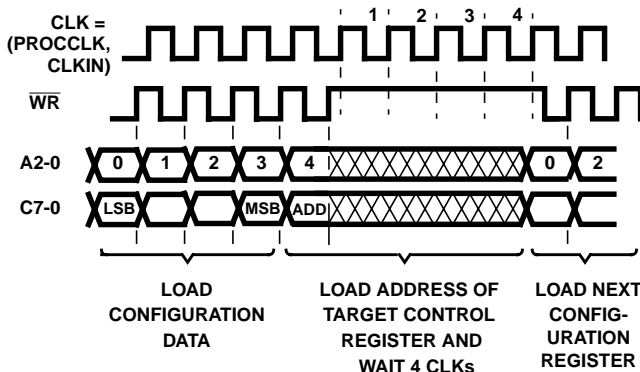 CLK =
(PROCCLK,
CLKIN)
1 2 3 4
WR
A2-0
0 1 2 3 4 0 2
C7-0
LSB MSB ADD
LOAD
CONFIGURATION
DATA
LOAD ADDRESS OF
TARGET CONTROL
REGISTER AND
WAIT 4 CLKs
LOAD NEXT
CONFIG-
URATION
REGISTER